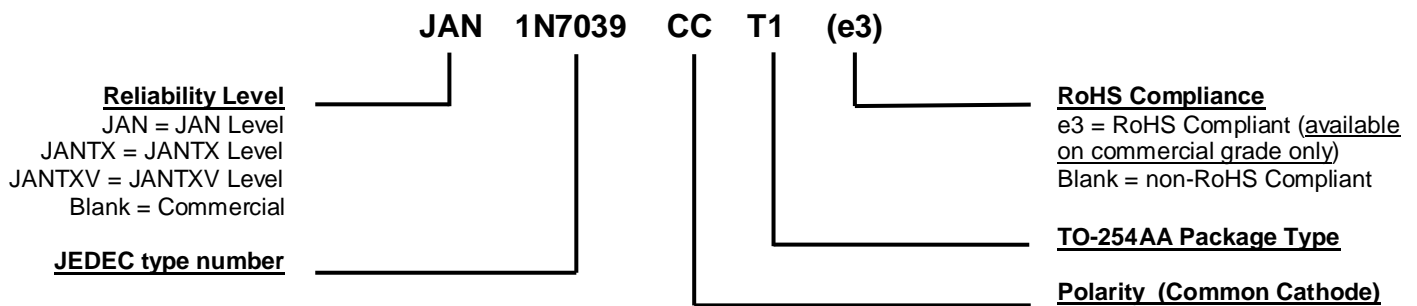 JAN 1N7039 CC T1 (e3)
Reliability Level
JAN = JAN Level
JANTX = JANTX Level
JANTXV = JANTXV Level
Blank = Commercial
JEDEC type number
RoHS Compliance
e3 = RoHS Compliant (available
on commercial grade only)
Blank = non-RoHS Compliant
TO-254AA Package Type
Polarity (Common Cathode)